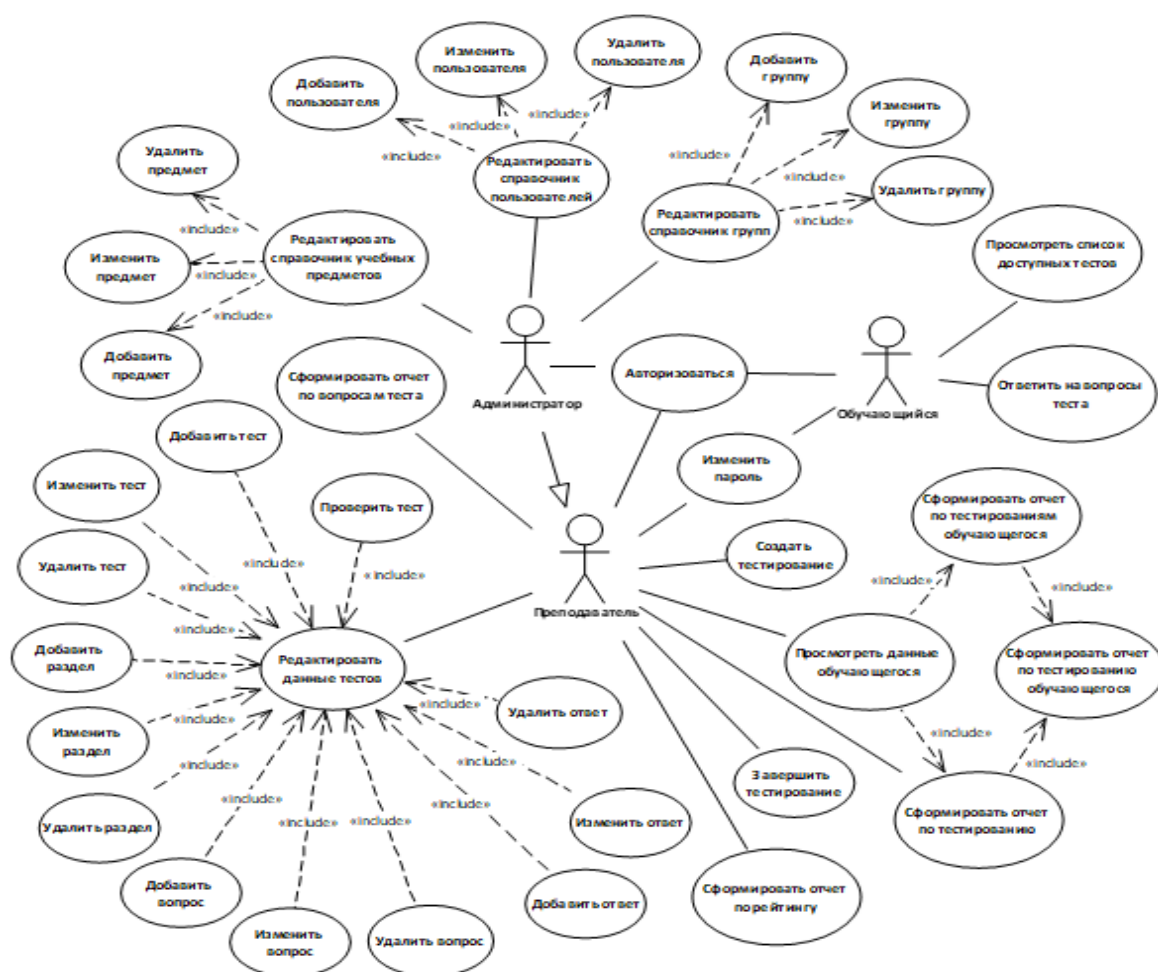 Изменить
пользователя
Удалить
пользователя
Добавить
группу
Добавить
пользователя
Изменить
группу
«include»
«include»
«include»
«include»
«include»
«include»
Удалить
предмет
Редактировать
справочник
пользователей
Удалить группу
Редактировать
справочник групп
«include»
Редактировать
справочник учебных
предметов
Просмотреть список
доступных тестов
Изменить
предмет
«include»
«include»
Добавить
предмет
Сформировать отчет
по вопросам теста
Авторизоваться
Ответить на вопросы
теста
Администратор
Обучающийся
Добавить тест
Изменить
пароль
Изменить тест
Проверить тест
Сформировать отчет
по тестированиям
обучающегося
Создать
тестирование
Удалить тест
«include»
«include»
«include»
«include»
«include»
«include»
Преподаватель
Добавить
раздел
Редактировать
данные тестов
Просмотреть данные
обучающегося
Сформировать отчет
по тестированию
обучающегося
«include»
«include»
Удалить ответ
Изменить
раздел
«include»
«include»
«include»
«include»
«include»
Завершить
тестирование
«include»
«include»
«include»
«include»
Удалить раздел
Изменить ответ
Сформировать отчет
по тестированию
Добавить
вопрос
Добавить ответ
Сформировать отчет
по рейтингу
Изменить
вопрос
Удалить вопрос